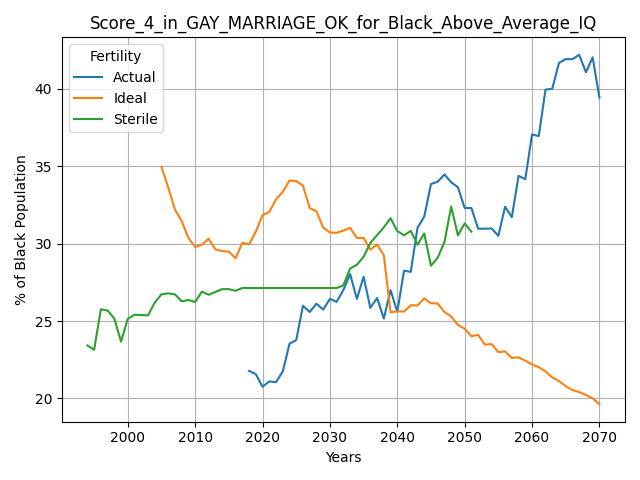 Score_4_in_GAY_MARRIAGE_OK_for_Black_Above_Average_IQ
Fertility
Actual
Ideal
Sterile
% of Black Population
40
35
30
25
20
2000 2010 2020 2030 2040 2050 2060 2070
Years